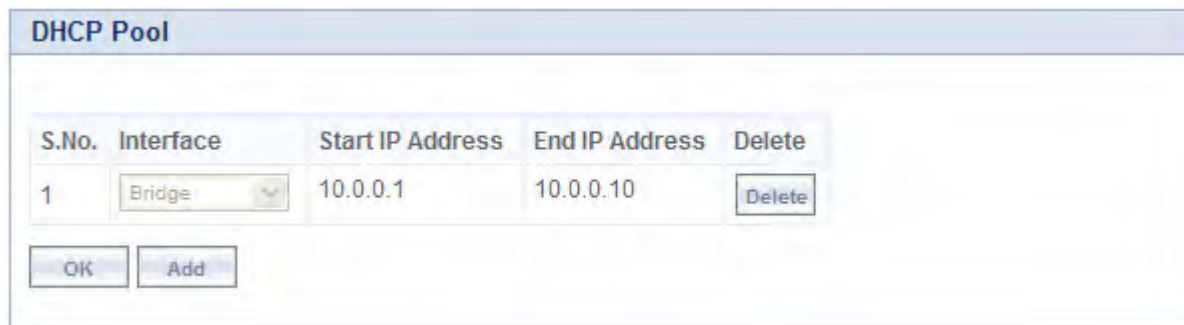 DHCP Pool
S.No. Interface Start IP Address End IP Address Delete
1 Bridge 10.0.0.1 10.0.0.10 Delete
OK Add